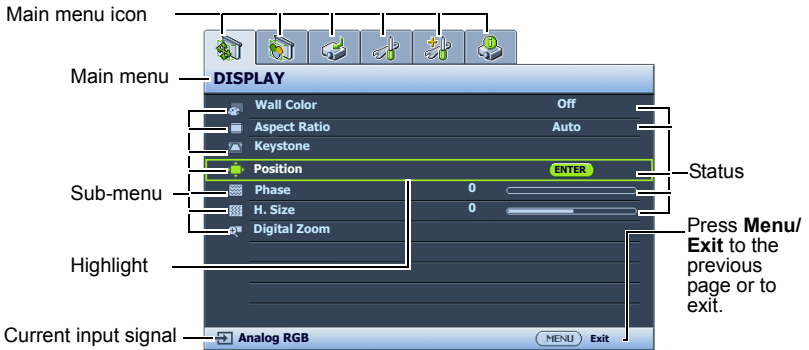 Main menu icon
Main menu
DISPLAY
Wall Color Off
Aspect Ratio Auto
Keystone
Position ENTER
Phase 0
H. Size 0
Digital Zoom
Sub-menu
Status
Highlight
Press Menu/
Exit to the
previous
page or to
exit.
Current input signal
Analog RGB
MENU Exit